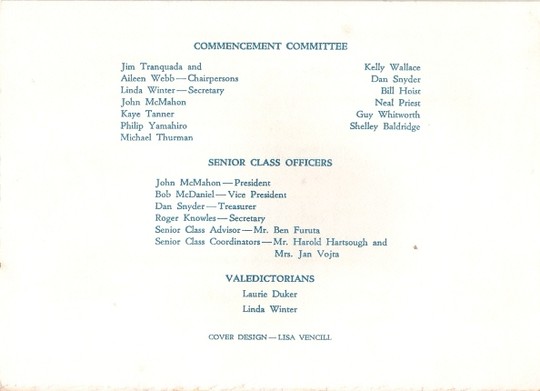 COMMENCEMENT COMMITTEE
Jim Tranquada and
Aileen Webb — Chairpersons
Linda Winter — Secretary
John McMahon
Kaye Tanner
Philip Yamahiro
Michael Thurman
Kelly Wallace
Dan Snyder
Bill Hoist
Neal Priest
Guy Whitworth
Shelley Baldridge
SENIOR CLASS OFFICERS
John McMahon — President
Bob McDaniel — Vice President
Dan Snyder — Treasurer
Roger Knowles — Secretary
Senior Class Advisor — Mr. Ben Furuta
Senior Class Coordinators — Mr. Harold Hartsough and
Mrs. Jan Vojta
VALEDICTORIANS
Laurie Duker
Linda Winter
COVER DESIGN — LISA VENCILL